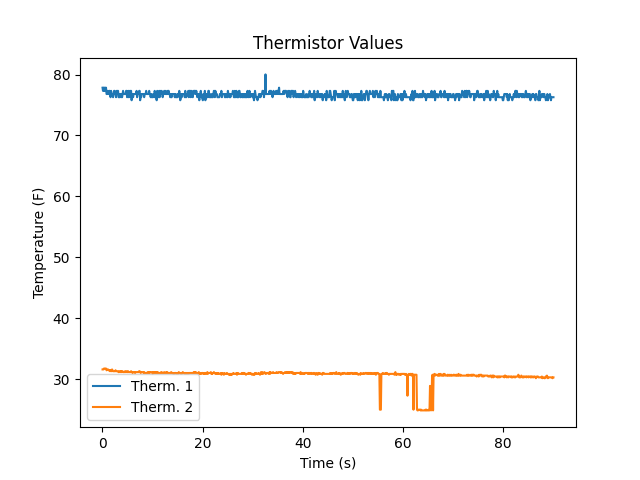 Thermistor Values
80
70
60
50
40
30
Temperature (F)
Therm. 1
Therm. 2
0 20 40 60 80
Time (s)